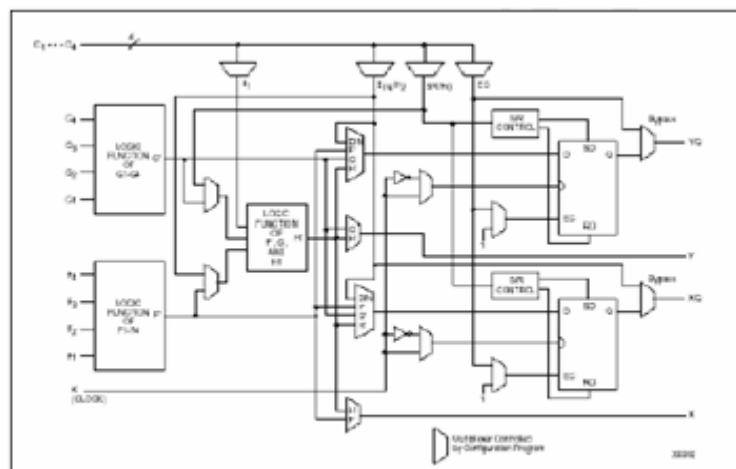 C1 ••• C4
4
H1
DIN/H2
SR/H0
EC
G4
G3
G2
G1
LOGIC
FUNCTION
OF
G1-G4
G'
LOGIC
FUNCTION
OF
F', G',
AND
H1
H'
F4
F3
F2
F1
LOGIC
FUNCTION
OF
F1-F4
F'
K
(CLOCK)
DIN
F'
G'
H'
S/R
CONTROL
Bypass
SD
D
Q
EC
RD
1
YQ
G'
H'
Y
DIN
F'
G'
H'
S/R
CONTROL
Bypass
SD
D
Q
EC
RD
1
XQ
H'
F'
X
Multiplexer Controlled
by Configuration Program